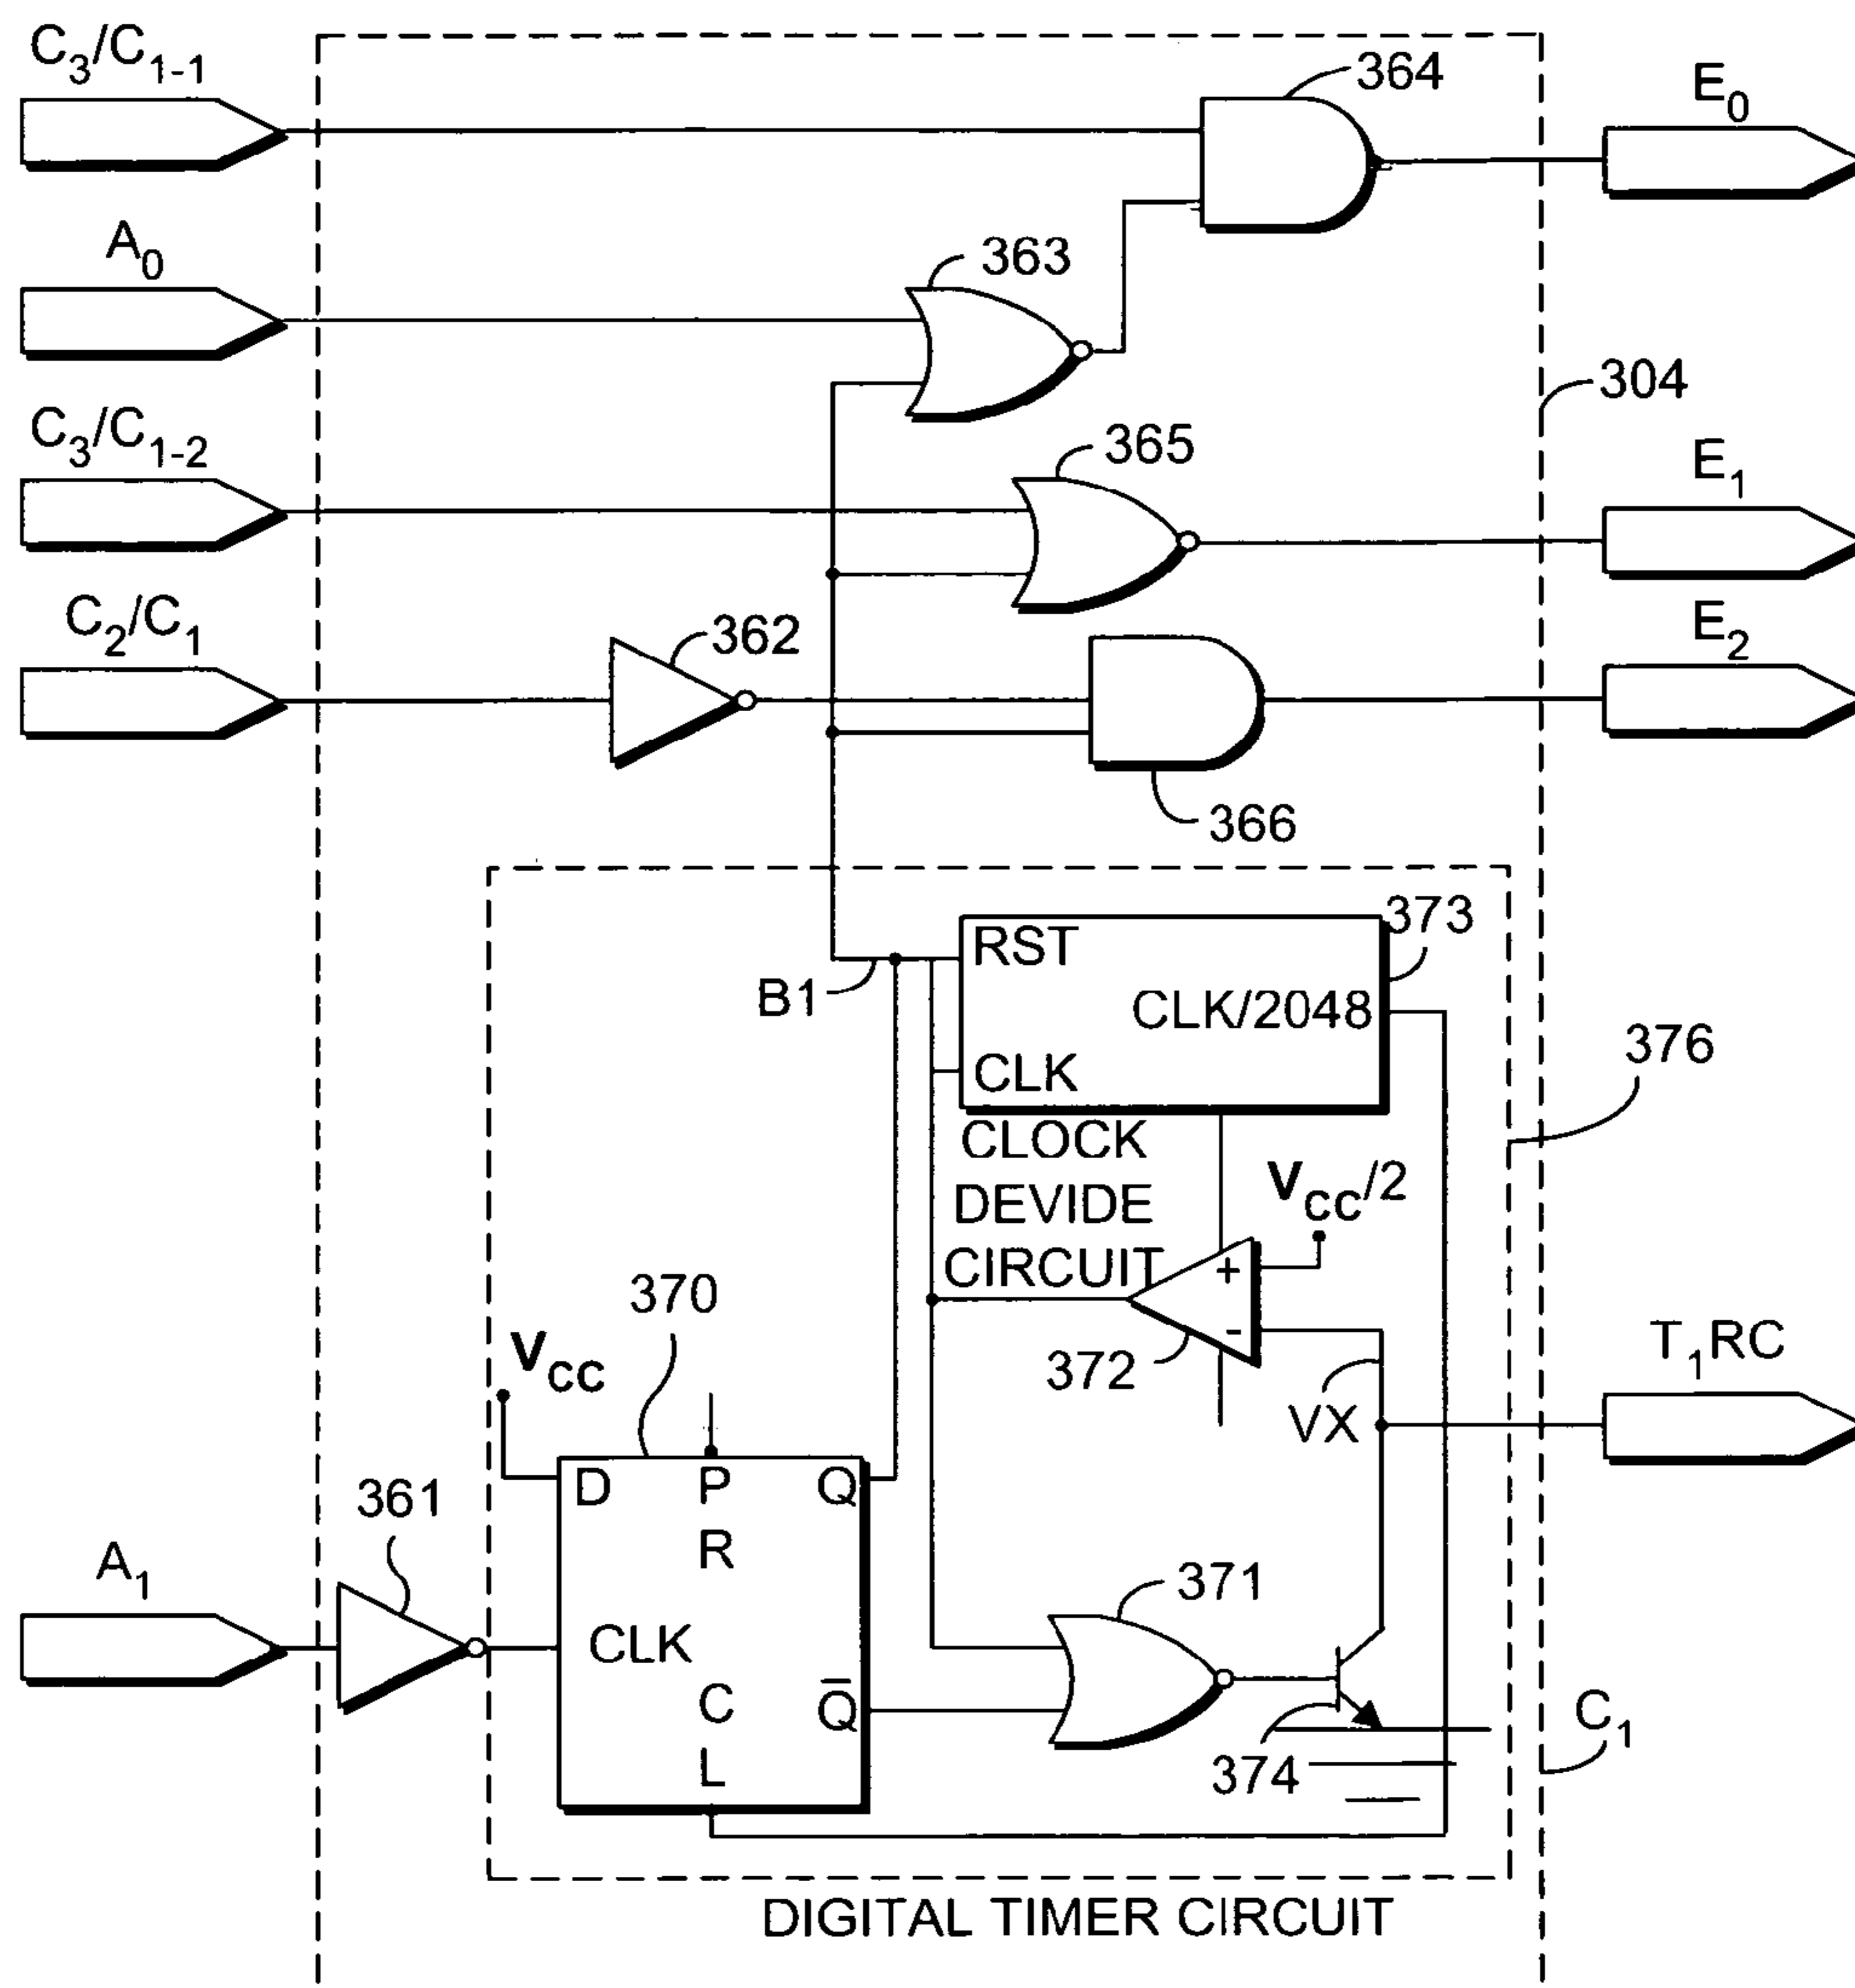 C3/C1-1
364
E0
A0
363
304
C3/C1-2
365
E1
C2/C1
362
E2
366
373
RST
B1
CLK/2048
376
CLK
CLOCK
DEVIDE
CIRCUIT
VCC/2
+
-
370
VCC
372
T1RC
VX
D
P
R
Q
361
A1
371
CLK
C
L
Q̅
374
C1
DIGITAL TIMER CIRCUIT